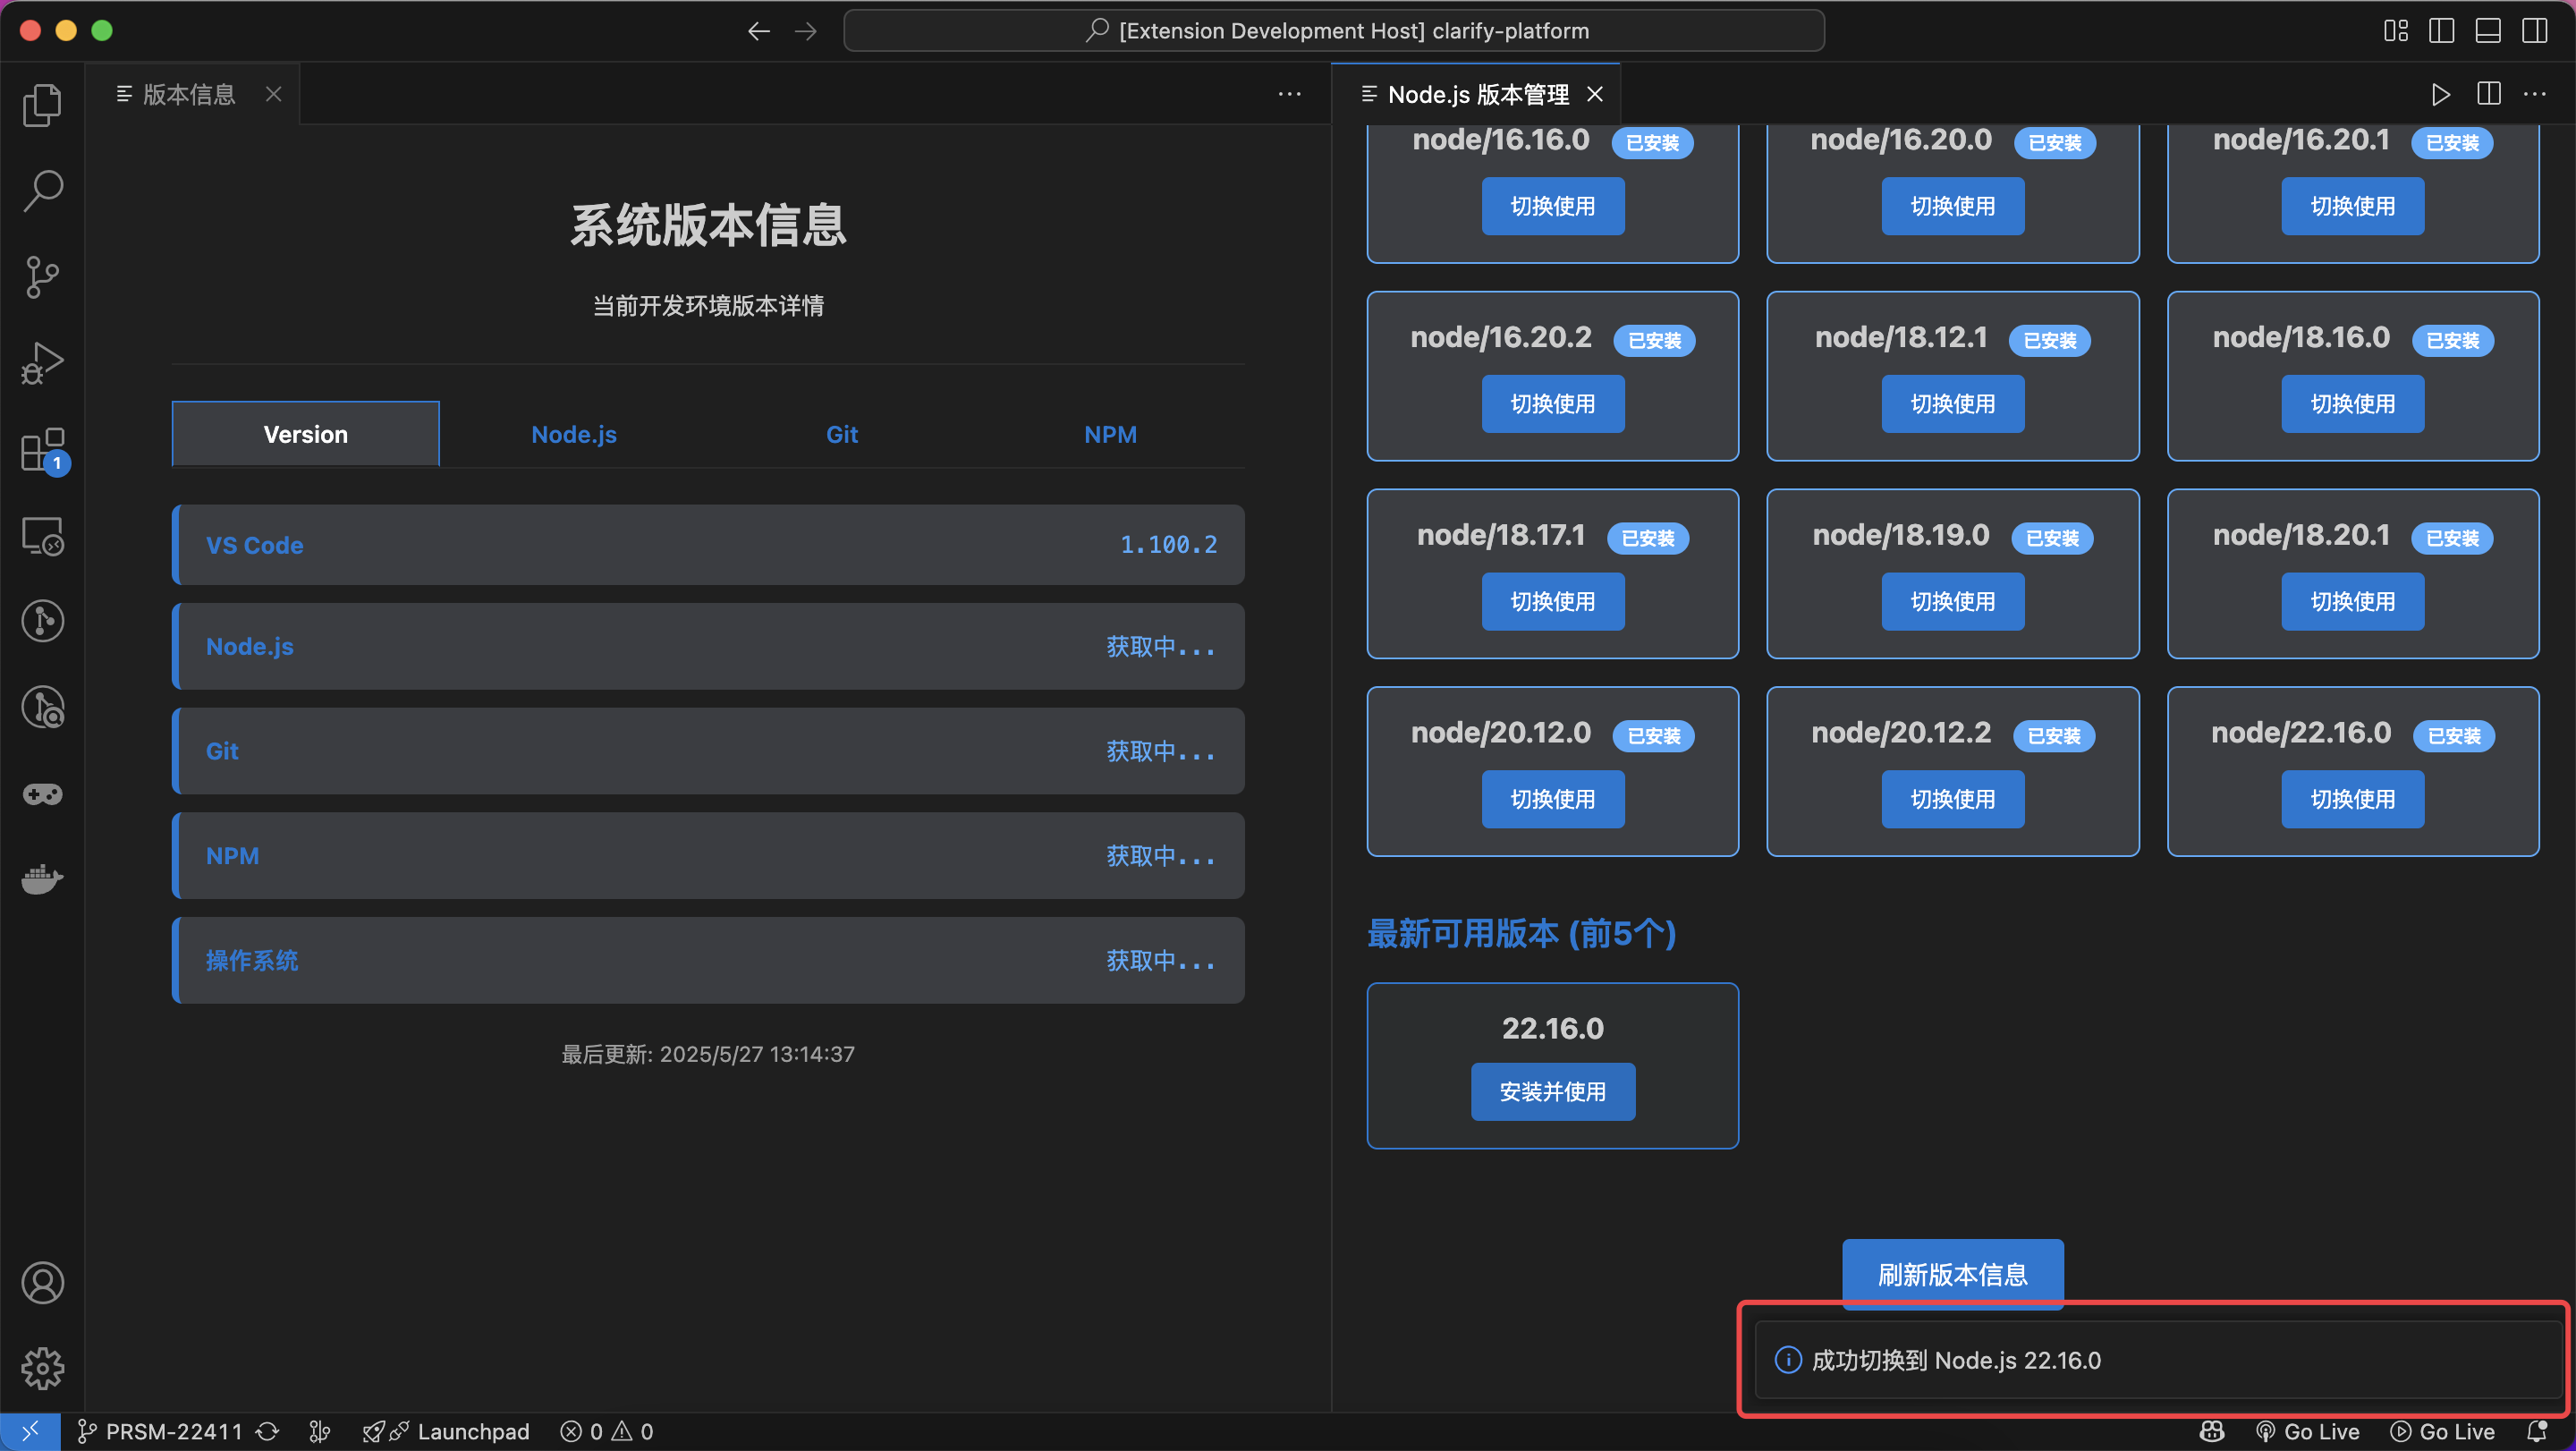 [Extension Development Host] clarify-platform
版本信息
系统版本信息
当前开发环境版本详情
Version Node.js Git NPM
VS Code 1.100.2
Node.js 获取中...
Git 获取中...
NPM 获取中...
操作系统 获取中...
最后更新: 2025/5/27 13:14:37
Node.js 版本管理
node/16.16.0 已安装 node/16.20.0 已安装 node/16.20.1 已安装
切换使用 切换使用 切换使用
node/16.20.2 已安装 node/18.12.1 已安装 node/18.16.0 已安装
切换使用 切换使用 切换使用
node/18.17.1 已安装 node/18.19.0 已安装 node/18.20.1 已安装
切换使用 切换使用 切换使用
node/20.12.0 已安装 node/20.12.2 已安装 node/22.16.0 已安装
切换使用 切换使用 切换使用
最新可用版本 (前5个)
22.16.0
安装并使用
刷新版本信息
成功切换到 Node.js 22.16.0
1
PRSM-22411 Launchpad 0 0 Go Live Go Live